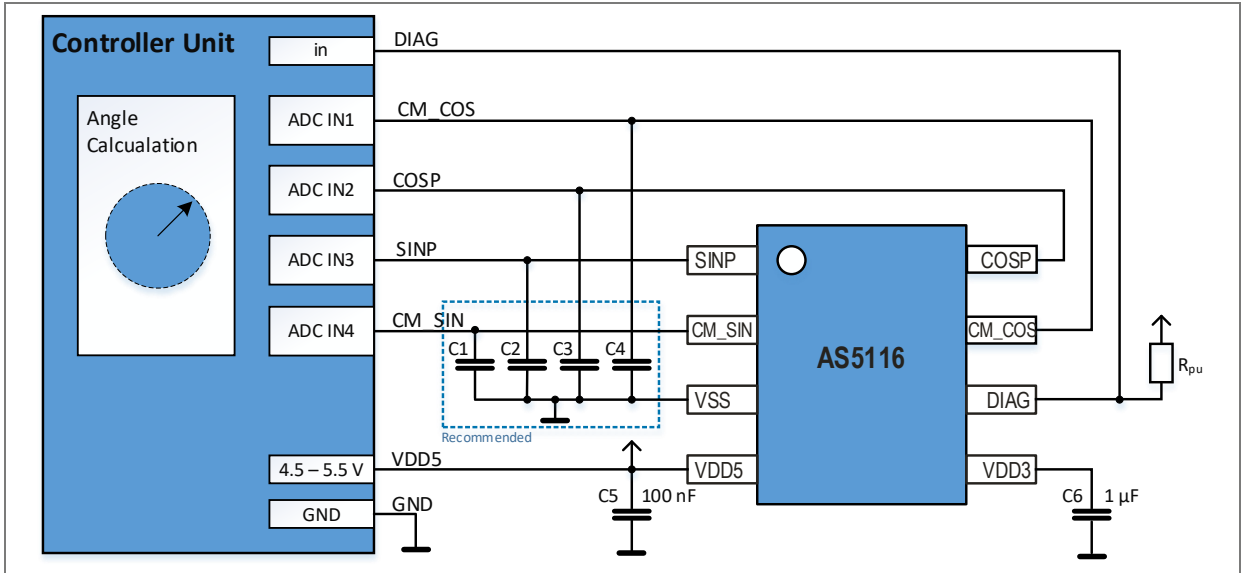 Controller Unit
in
DIAG
Angle
Calcualation
ADC IN1
CM_COS
ADC IN2
COSP
ADC IN3
SINP
ADC IN4
CM_SIN
C1
C2
C3
C4
Recommended
SINP
CM_SIN
VSS
VDD5
AS5116
COSP
CM_COS
DIAG
VDD3
Rpu
4.5 – 5.5 V
VDD5
GND
GND
C5 100 nF
C6 1 µF